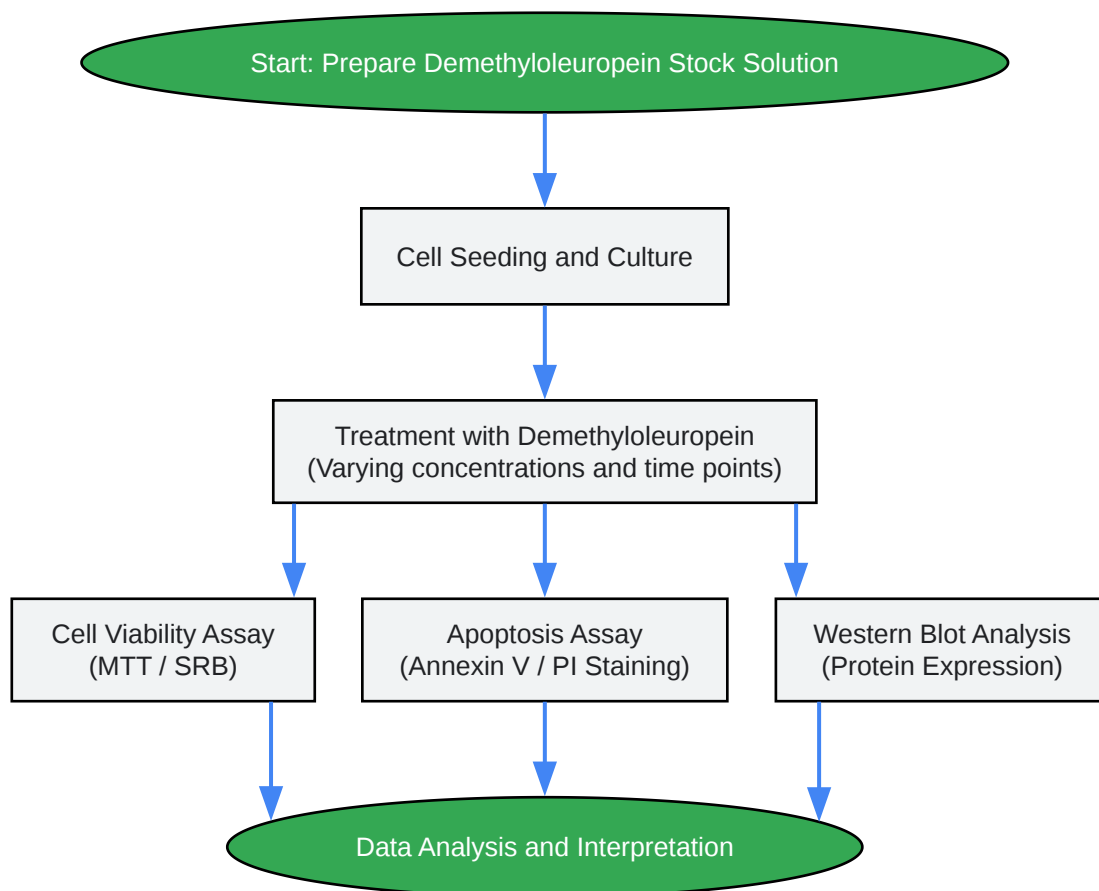 Start: Prepare Demethyloleuropein Stock Solution
Cell Seeding and Culture
Treatment with Demethyloleuropein
(Varying concentrations and time points)
Cell Viability Assay
(MTT / SRB)
Apoptosis Assay
(Annexin V / PI Staining)
Western Blot Analysis
(Protein Expression)
Data Analysis and Interpretation